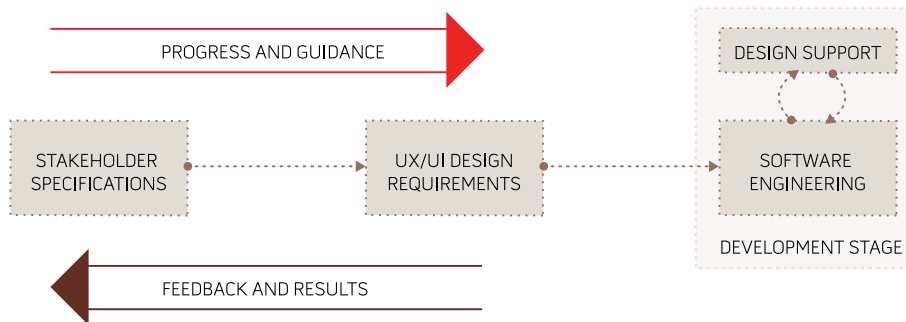 PROGRESS AND GUIDANCE
DESIGN SUPPORT
STAKEHOLDER
SPECIFICATIONS
UX/UI DESIGN
REQUIREMENTS
SOFTWARE
ENGINEERING
DEVELOPMENT STAGE
FEEDBACK AND RESULTS